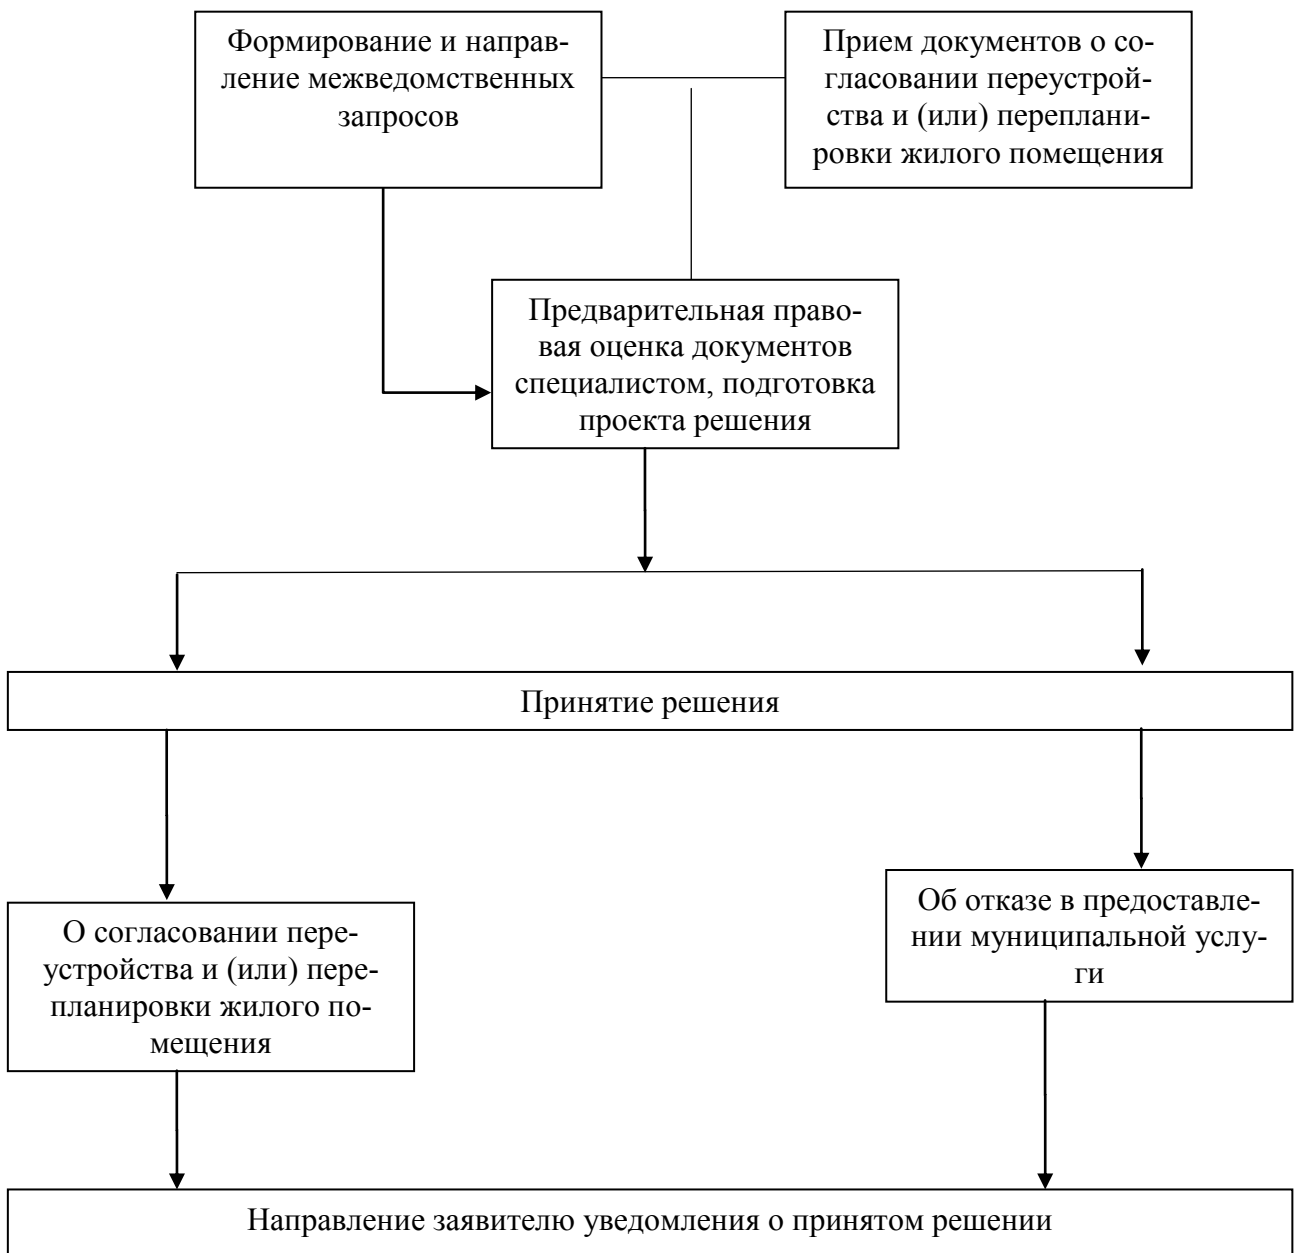 Формирование и направ-
ление межведомственных
запросов
Прием документов о со-
гласовании переустрой-
ства и (или) перепланировки жилого помещения
Предварительная право-
вая оценка документов
специалистом, подготовка
проекта решения
Принятие решения
О согласовании пере-
устройства и (или) пере-
планировки жилого по-
мещения
Об отказе в предоставле-
нии муниципальной услу-
ги
Направление заявителю уведомления о принятом решении